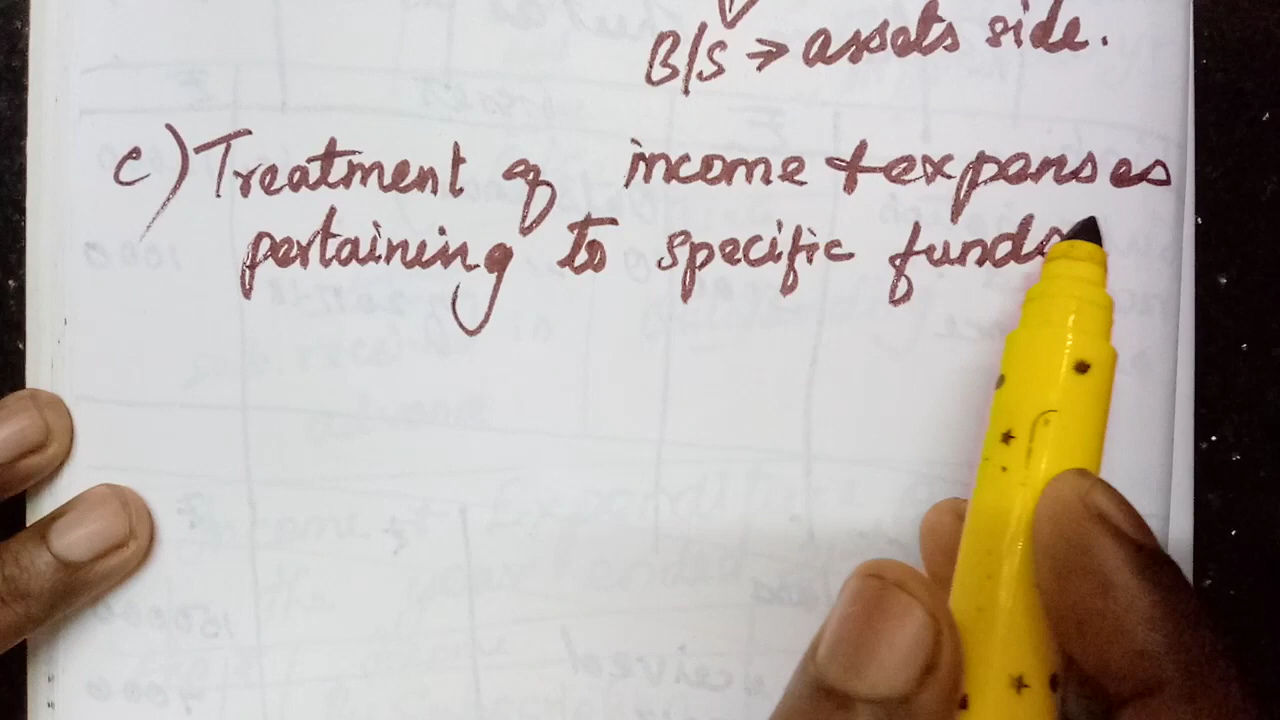 B/S → assets side.
c) Treatment of income & expenses
pertaining to specific funds